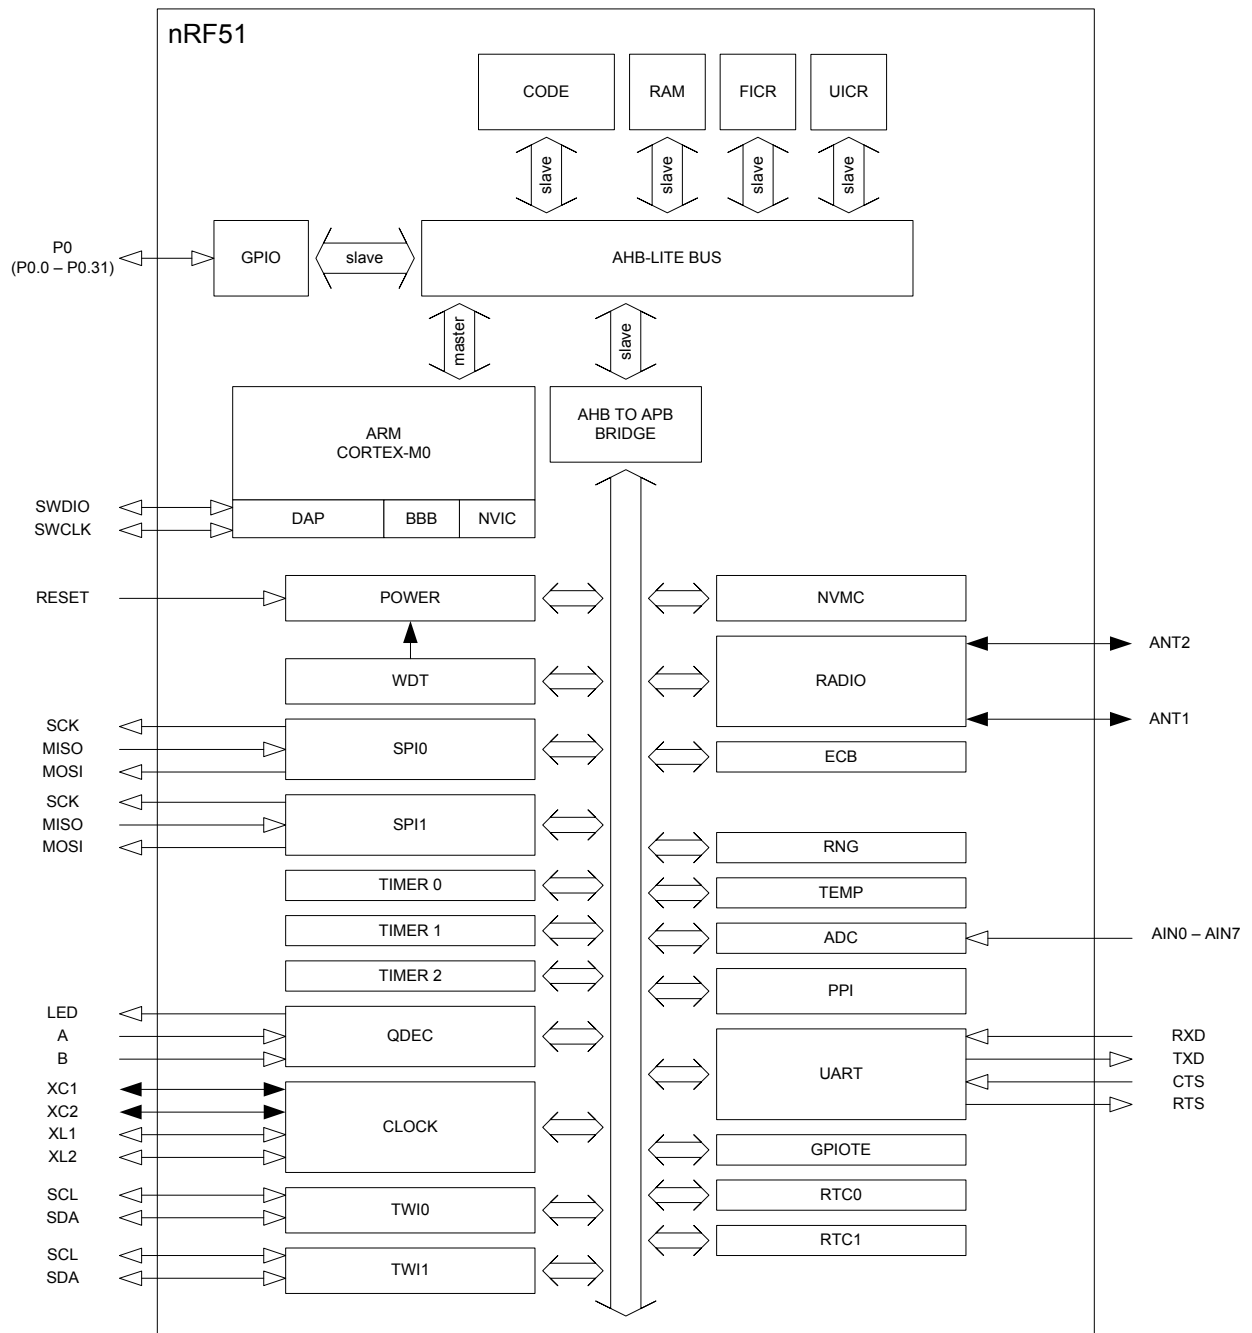 nRF51
CODE
RAM
FICR
UICR
slave
slave
slave
slave
P0
(P0.0 – P0.31)
GPIO
slave
AHB-LITE BUS
master
slave
ARM
CORTEX-M0
AHB TO APB
BRIDGE
SWDIO
SWCLK
DAP
BBB
NVIC
RESET
POWER
NVMC
WDT
RADIO
ANT2
ANT1
SCK
MISO
MOSI
SPI0
ECB
SCK
MISO
MOSI
SPI1
RNG
TIMER 0
TEMP
TIMER 1
ADC
AIN0 – AIN7
TIMER 2
PPI
LED
A
B
QDEC
UART
RXD
TXD
CTS
RTS
XC1
XC2
XL1
XL2
CLOCK
GPIOTE
SCL
SDA
TWI0
RTC0
RTC1
SCL
SDA
TWI1